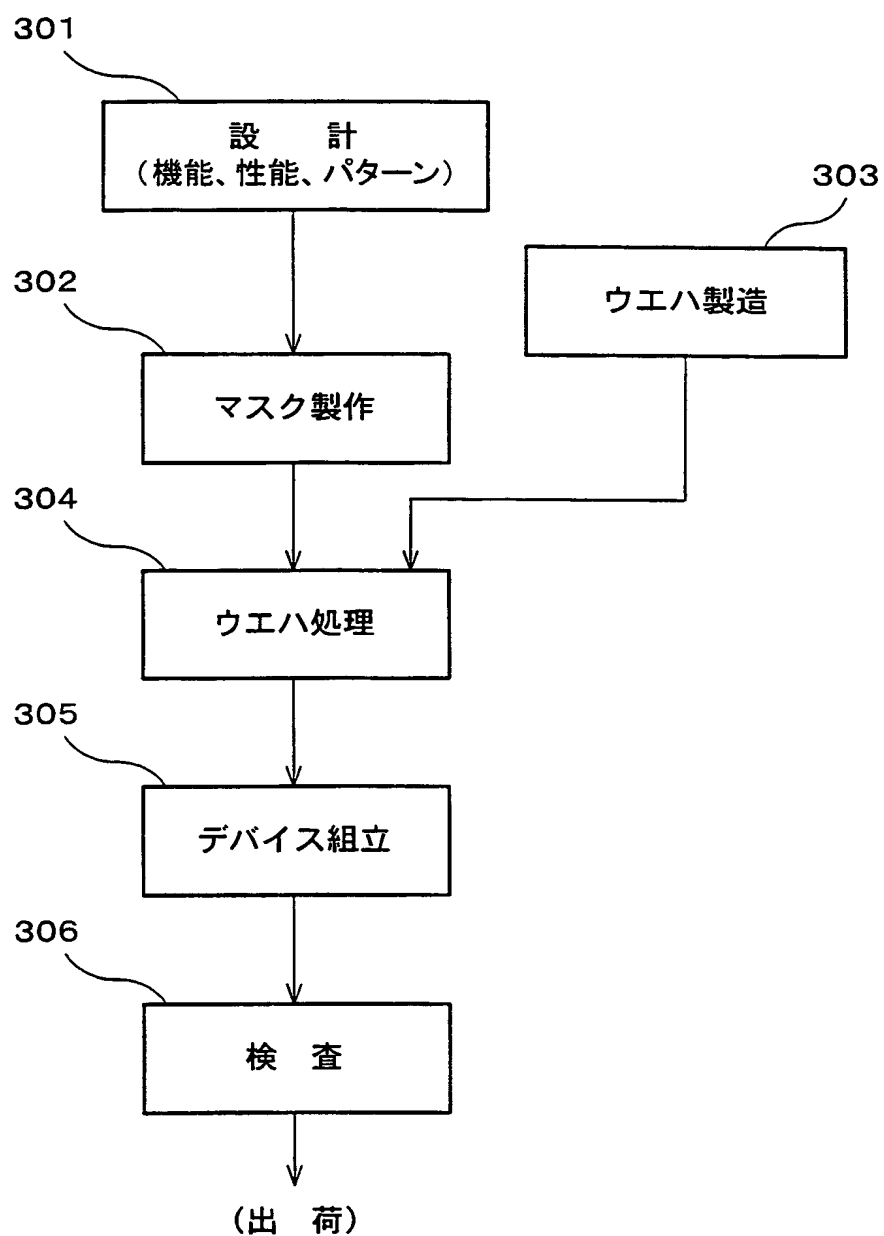 301
設　計
（機能、性能、パターン）
303
ウエハ製造
302
マスク製作
304
ウエハ処理
305
デバイス組立
306
検　査
（出　荷）